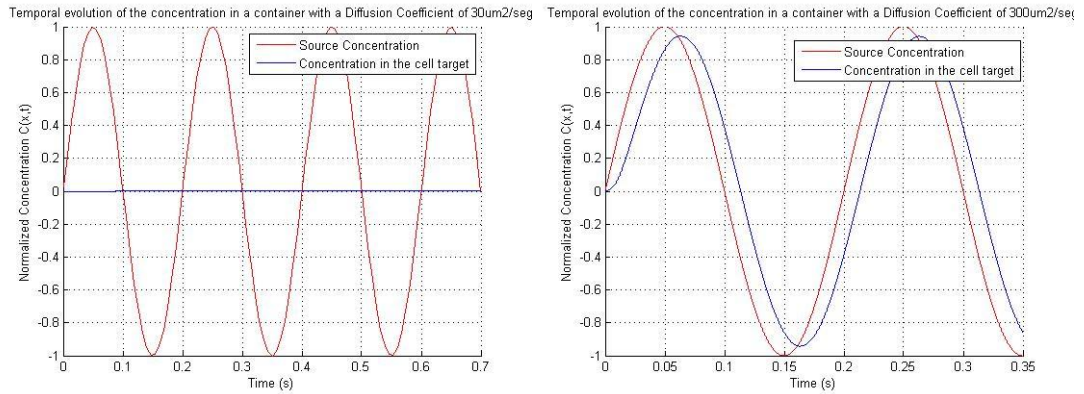 Temporal evolution of the concentration in a container with a Diffusion Coefficient of 30um2/seg
Source Concentration
Concentration in the cell target
1
0.8
0.6
0.4
0.2
0
-0.2
-0.4
-0.6
-0.8
-1
Normalized Concentration C(x,t)
0 0.1 0.2 0.3 0.4 0.5 0.6 0.7
Time (s)
Temporal evolution of the concentration in a container with a Diffusion Coefficient of 300um2/seg
Source Concentration
Concentration in the cell target
1
0.8
0.6
0.4
0.2
0
-0.2
-0.4
-0.6
-0.8
-1
Normalized Concentration C(x,t)
0 0.05 0.1 0.15 0.2 0.25 0.3 0.35
Time (s)